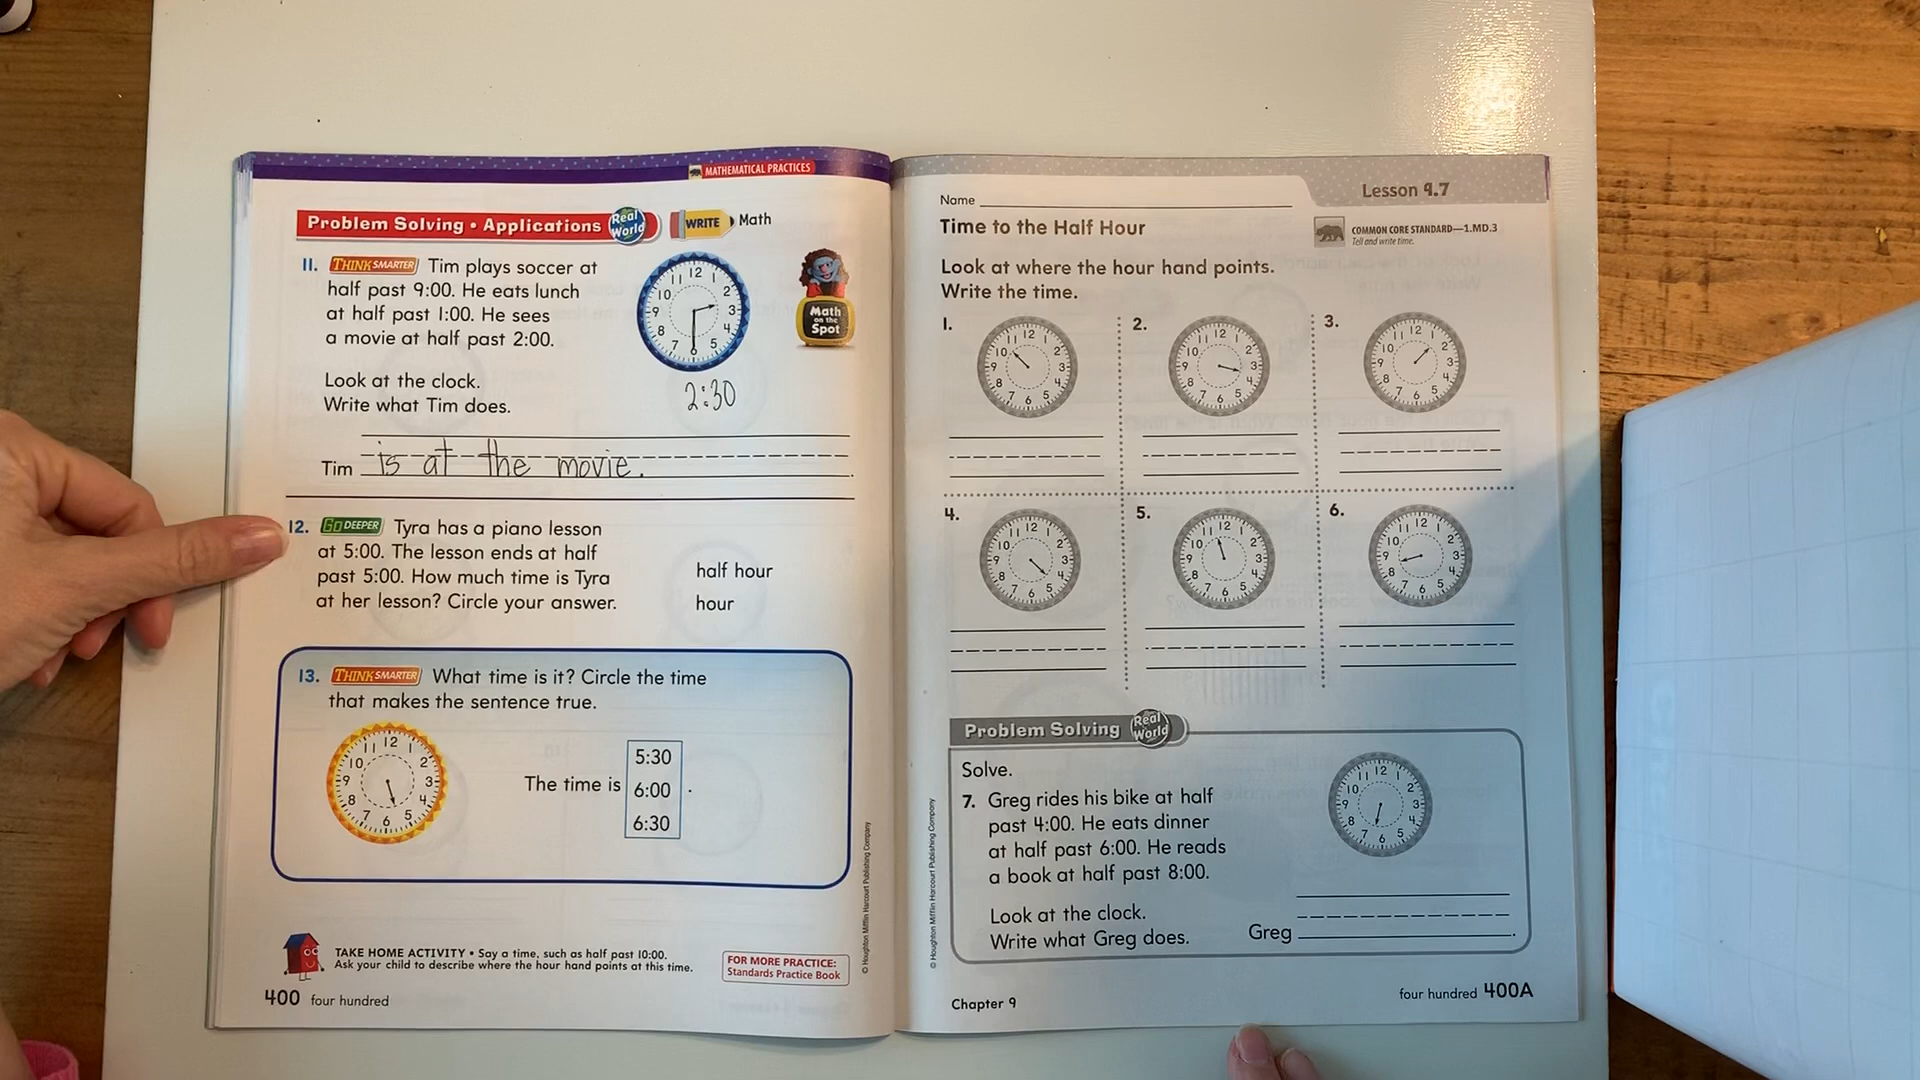 MATHEMATICAL PRACTICES
Problem Solving • Applications Real World WRITE Math
11. THINK SMARTER Tim plays soccer at
half past 9:00. He eats lunch
at half past 1:00. He sees
a movie at half past 2:00.
Math on the Spot
Look at the clock.
Write what Tim does.
2:30
Tim is at the movie.
12. GO DEEPER Tyra has a piano lesson
at 5:00. The lesson ends at half
past 5:00. How much time is Tyra
at her lesson? Circle your answer.
half hour
hour
13. THINK SMARTER What time is it? Circle the time
that makes the sentence true.
The time is
5:30
6:00
6:30
.
TAKE HOME ACTIVITY • Say a time, such as half past 10:00.
Ask your child to describe where the hour hand points at this time.
FOR MORE PRACTICE:
Standards Practice Book
400 four hundred
© Houghton Mifflin Harcourt Publishing Company
Name
Lesson 9.7
Time to the Half Hour
COMMON CORE STANDARD—1.MD.3
Tell and write time.
Look at where the hour hand points.
Write the time.
1.
2.
3.
4.
5.
6.
Problem Solving Real World
Solve.
7. Greg rides his bike at half
past 4:00. He eats dinner
at half past 6:00. He reads
a book at half past 8:00.
Look at the clock.
Write what Greg does.
Greg
.
© Houghton Mifflin Harcourt Publishing Company
Chapter 9
four hundred 400A